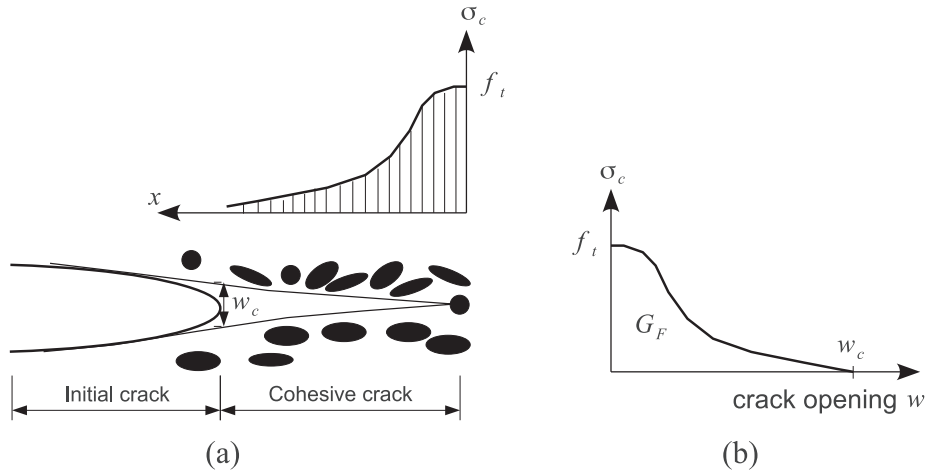 σc
ft
x
wc
Initial crack
Cohesive crack
(a)
σc
ft
GF
wc
crack opening w
(b)